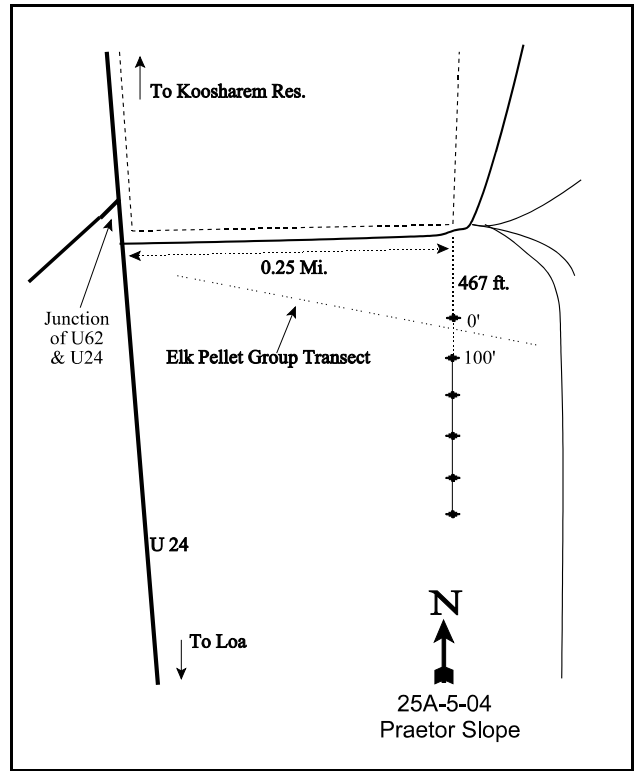 To Koosharem Res.
0.25 Mi.
467 ft.
0'
Junction
of U62
& U24
Elk Pellet Group Transect
100'
U 24
N
To Loa
25A-5-04
Praetor Slope